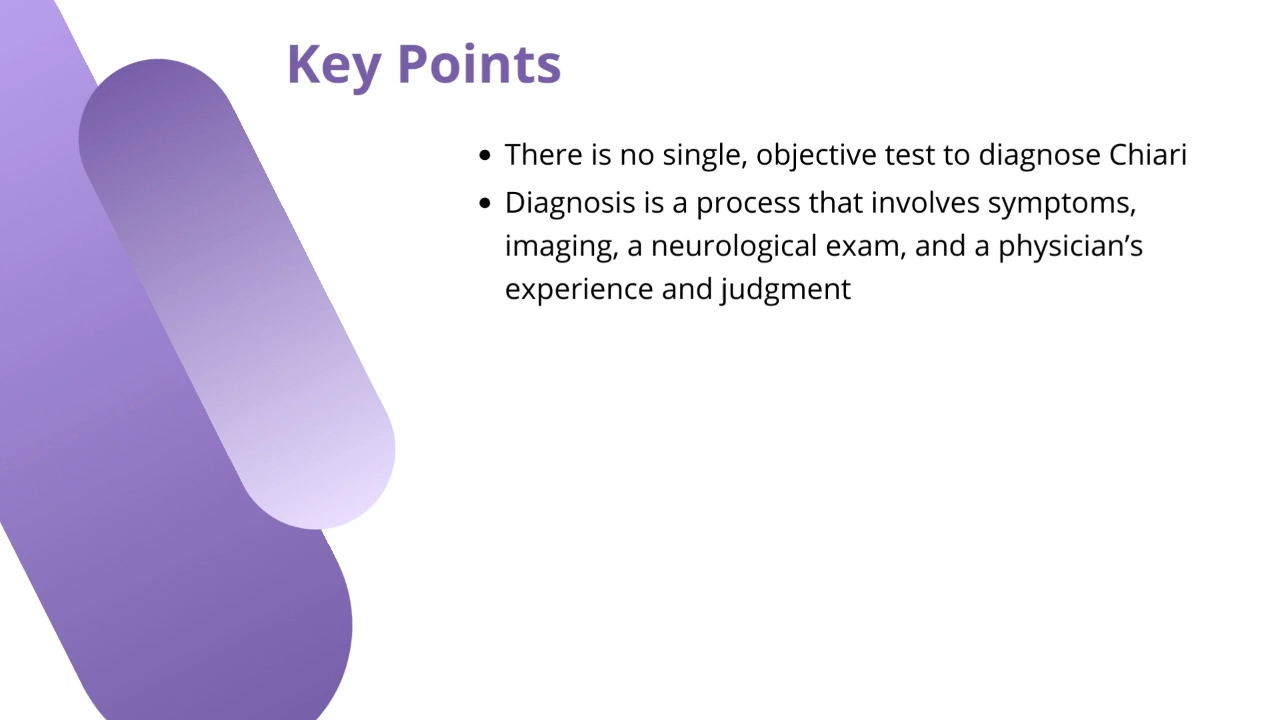 Key Points
• There is no single, objective test to diagnose Chiari
• Diagnosis is a process that involves symptoms,
imaging, a neurological exam, and a physician’s
experience and judgment